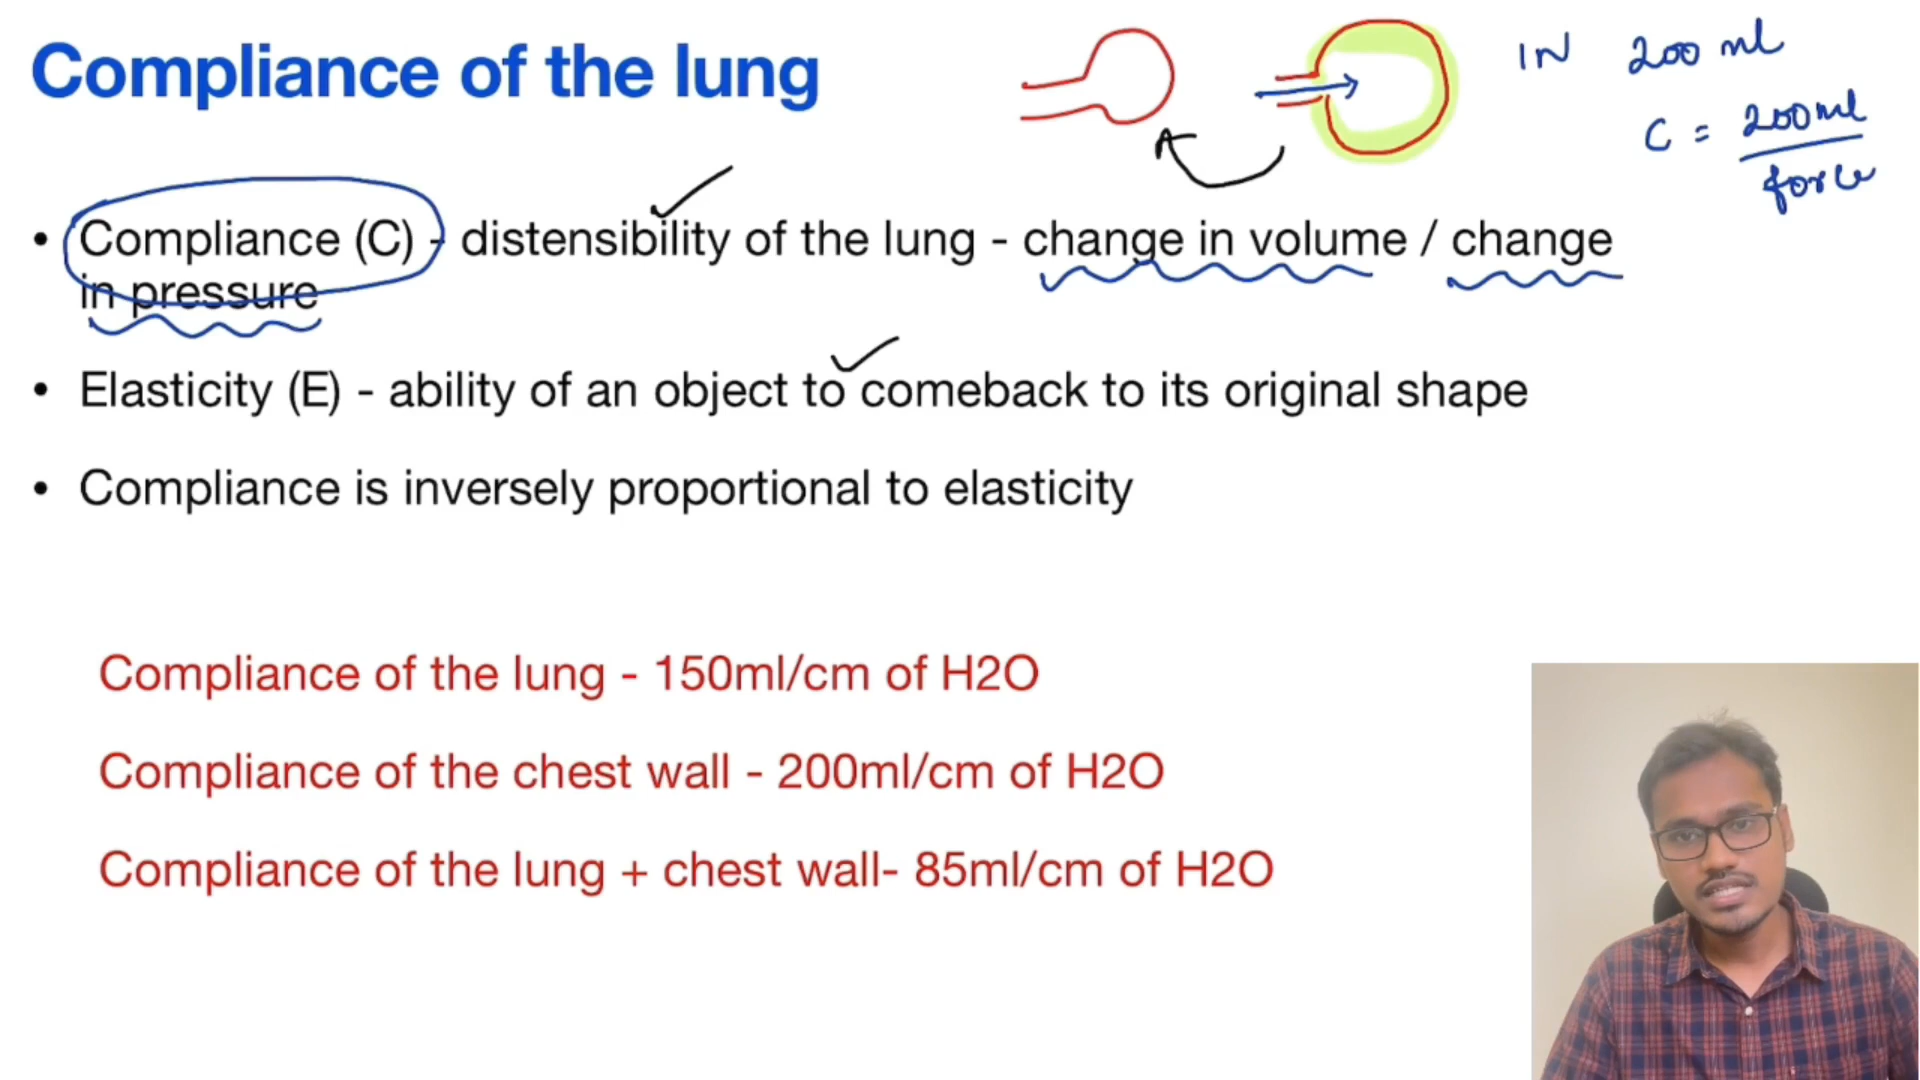 Compliance of the lung
IN 200 ml
C = 200ml
force
• Compliance (C) - distensibility of the lung - change in volume / change
in pressure
• Elasticity (E) - ability of an object to comeback to its original shape
• Compliance is inversely proportional to elasticity
Compliance of the lung - 150ml/cm of H2O
Compliance of the chest wall - 200ml/cm of H2O
Compliance of the lung + chest wall- 85ml/cm of H2O